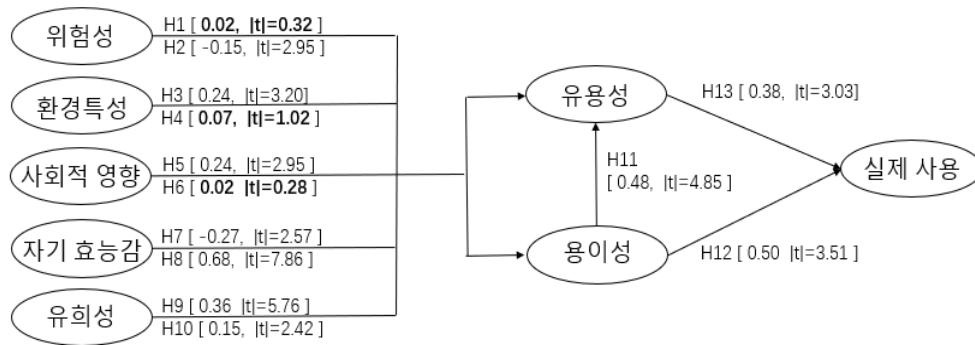 위험성
H1 [ 0.02, |t|=0.32 ]
H2 [ -0.15, |t|=2.95 ]
환경특성
H3 [ 0.24, |t|=3.20]
H4 [ 0.07, |t|=1.02 ]
사회적 영향
H5 [ 0.24, |t|=2.95 ]
H6 [ 0.02 |t|=0.28 ]
자기 효능감
H7 [ -0.27, |t|=2.57 ]
H8 [ 0.68, |t|=7.86 ]
유희성
H9 [ 0.36 |t|=5.76 ]
H10 [ 0.15, |t|=2.42 ]
유용성
H13 [ 0.38, |t|=3.03]
H11
[ 0.48, |t|=4.85 ]
실제 사용
용이성
H12 [ 0.50 |t|=3.51 ]